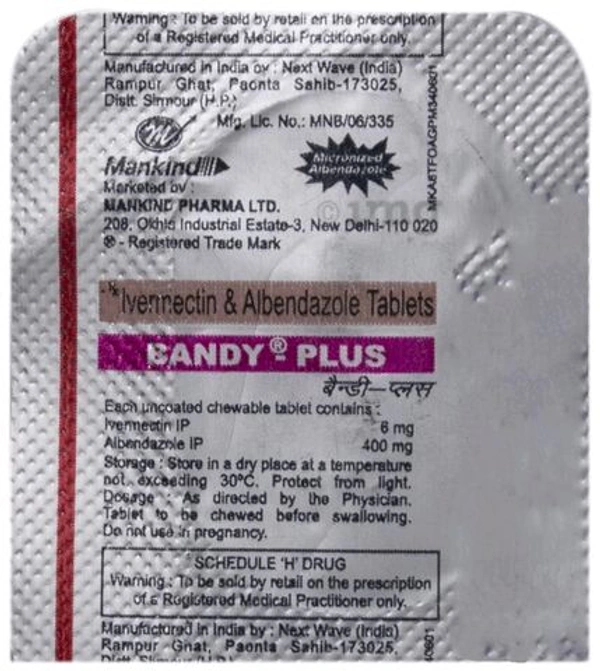 Warning : To be sold by retail on the prescription
of a Registered Medical Practitioner only.
Manufactured in India by : Next Wave (India)
Rampur Ghat, Paonta Sahib-173025,
Distt. Sirmour (H.P.)
Mfg. Lic. No.: MNB/06/335
Mankind
Micronized
Albendazole
Marketed by :
MANKIND PHARMA LTD.
208, Okhla Industrial Estate-3, New Delhi-110 020
® - Registered Trade Mark
Rx Ivermectin & Albendazole Tablets
BANDY® - PLUS
बैन्डी-प्लस
Each uncoated chewable tablet contains :
Ivermectin IP 6 mg
Albendazole IP 400 mg
Storage : Store in a dry place at a temperature
not exceeding 30°C. Protect from light.
Dosage : As directed by the Physician.
Tablet to be chewed before swallowing.
Do not use in pregnancy.
SCHEDULE 'H' DRUG
Warning : To be sold by retail on the prescription
of a Registered Medical Practitioner only.
Manufactured in India by : Next Wave (India)
Rampur Ghat, Paonta Sahib-173025,
Distt. Sirmour (H.P.)